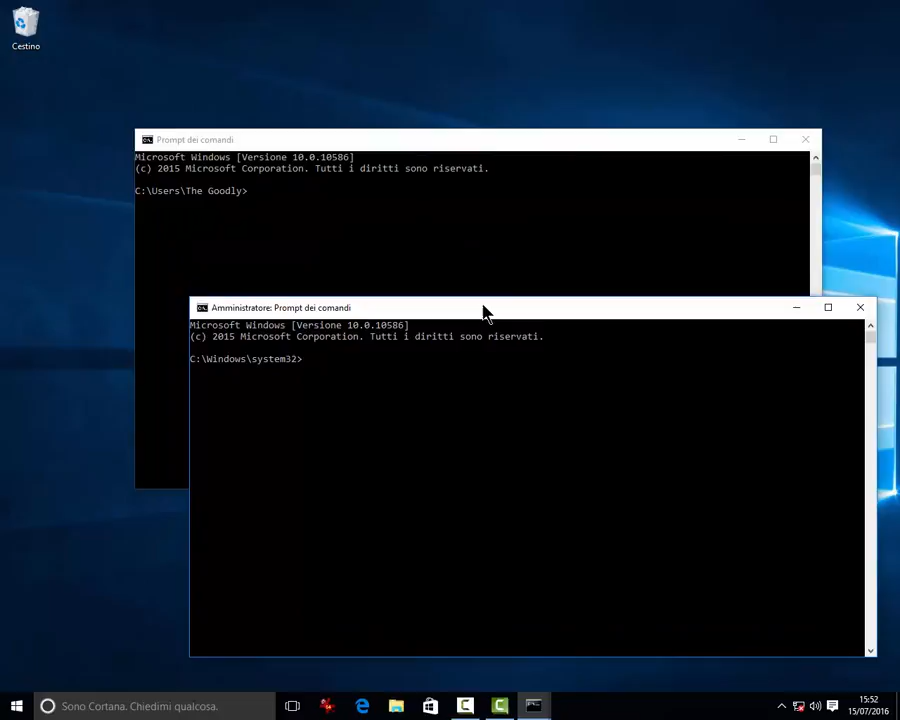 Cestino
Prompt dei comandi
Microsoft Windows [Versione 10.0.10586]
(c) 2015 Microsoft Corporation. Tutti i diritti sono riservati.
C:\Users\The Goodly>
Amministratore: Prompt dei comandi
Microsoft Windows [Versione 10.0.10586]
(c) 2015 Microsoft Corporation. Tutti i diritti sono riservati.
C:\Windows\system32>
Sono Cortana. Chiedimi qualcosa.
15:52
15/07/2016